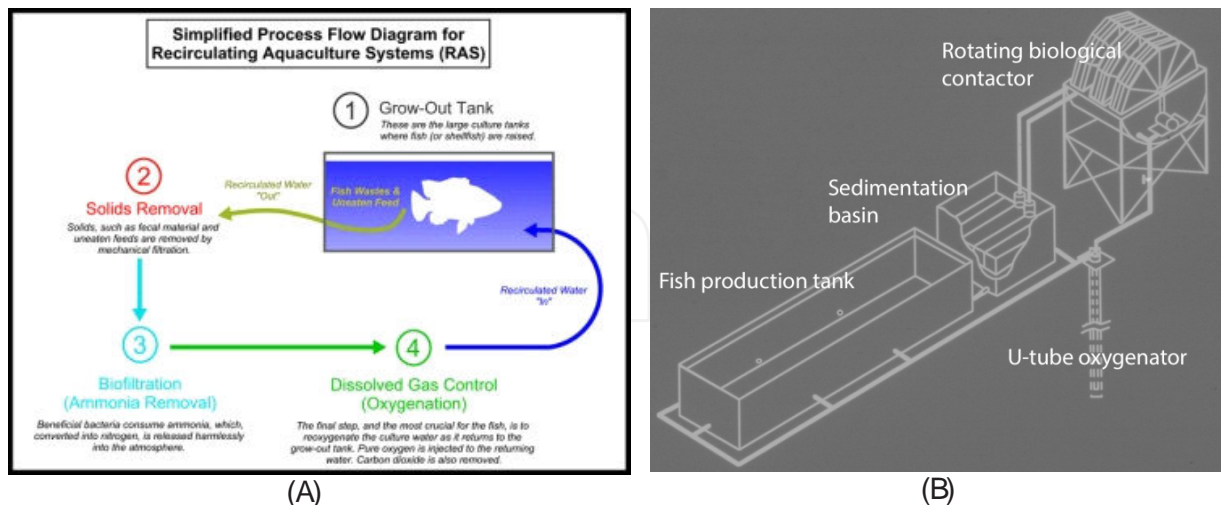 Simplified Process Flow Diagram for
Recirculating Aquaculture Systems (RAS)
1
Grow-Out Tank
These are the large culture tanks
where fish (or shellfish) are raised.
2
Solids Removal
Solids, such as fecal material and
uneaten feeds are removed by
mechanical filtration.
Recirculated Water
"Out"
Fish Wastes &
Uneaten Feed
Recirculated Water
"In"
3
Biofiltration
(Ammonia Removal)
Beneficial bacteria consume ammonia, which,
converted into nitrogen, is released harmlessly
into the atmosphere.
4
Dissolved Gas Control
(Oxygenation)
The final step, and the most crucial for the fish, is to
reoxygenate the culture water as it returns to the
grow-out tank. Pure oxygen is injected to the returning
water. Carbon dioxide is also removed.
(A)
Rotating biological
contactor
Sedimentation
basin
Fish production tank
U-tube oxygenator
(B)